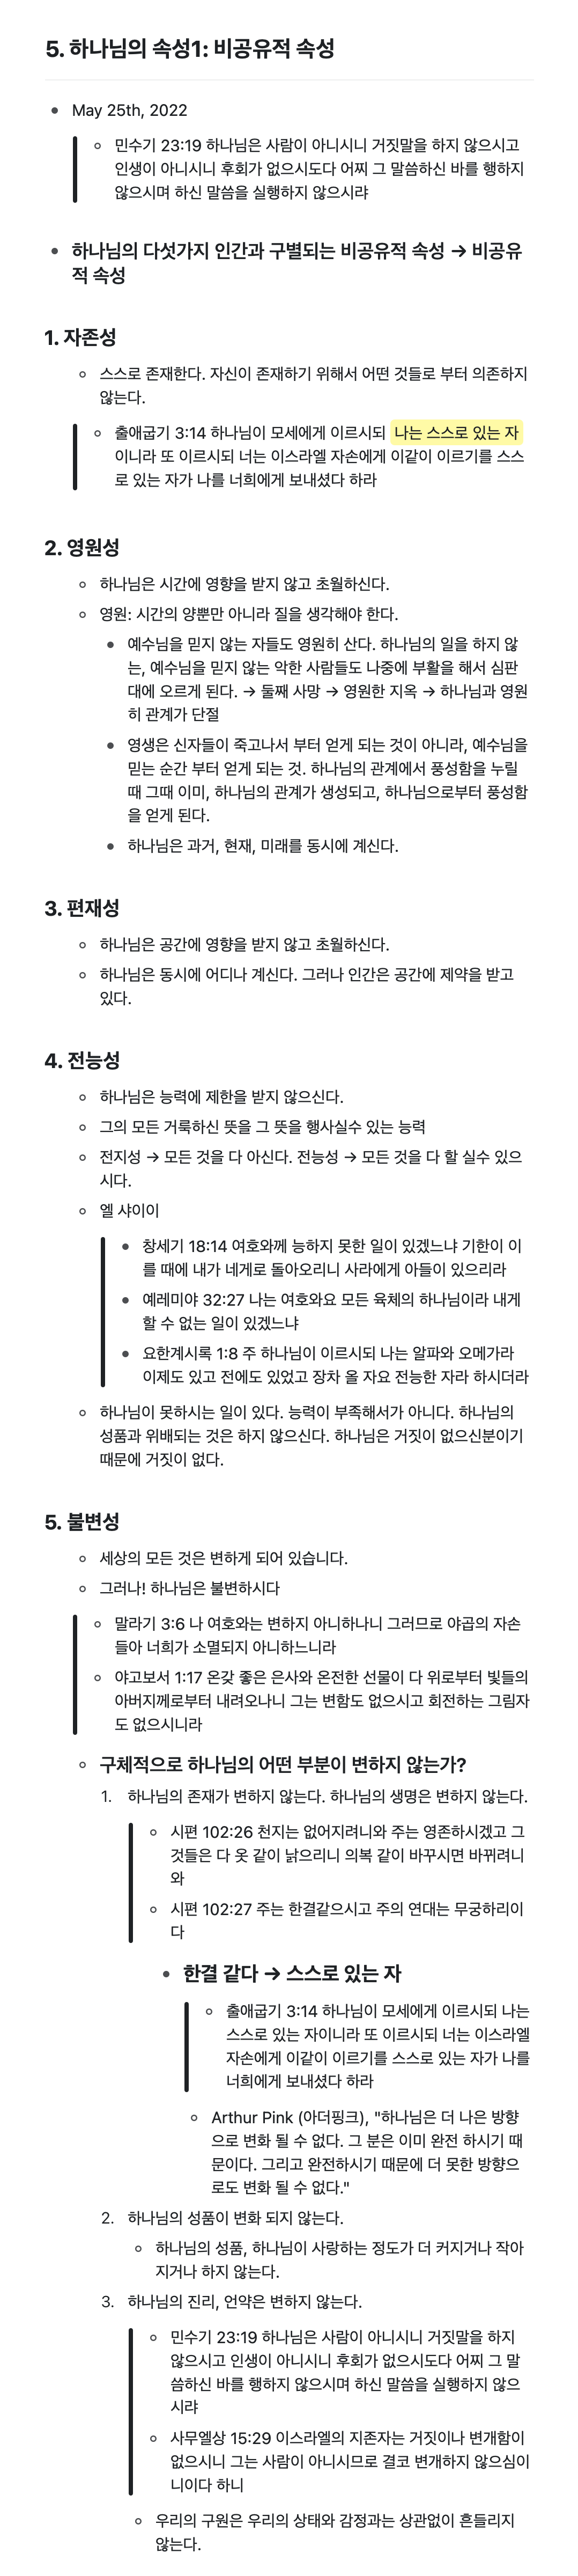 5. 하나님의 속성1: 비공유적 속성
May 25th, 2022
민수기 23:19 하나님은 사람이 아니시니 거짓말을 하지 않으시고
인생이 아니시니 후회가 없으시도다 어찌 그 말씀하신 바를 행하지
않으시며 하신 말씀을 실행하지 않으시랴
하나님의 다섯가지 인간과 구별되는 비공유적 속성 → 비공유
적 속성
1. 자존성
스스로 존재한다. 자신이 존재하기 위해서 어떤 것들로 부터 의존하지
않는다.
출애굽기 3:14 하나님이 모세에게 이르시되 나는 스스로 있는 자
이니라 또 이르시되 너는 이스라엘 자손에게 이같이 이르기를 스스
로 있는 자가 나를 너희에게 보내셨다 하라
2. 영원성
하나님은 시간에 영향을 받지 않고 초월하신다.
영원: 시간의 양뿐만 아니라 질을 생각해야 한다.
예수님을 믿지 않는 자들도 영원히 산다. 하나님의 일을 하지 않
는, 예수님을 믿지 않는 악한 사람들도 나중에 부활을 해서 심판
대에 오르게 된다. → 둘째 사망 → 영원한 지옥 → 하나님과 영원
히 관계가 단절
영생은 신자들이 죽고나서 부터 얻게 되는 것이 아니라, 예수님을
믿는 순간 부터 얻게 되는 것. 하나님의 관계에서 풍성함을 누릴
때 그때 이미, 하나님의 관계가 생성되고, 하나님으로부터 풍성함
을 얻게 된다.
하나님은 과거, 현재, 미래를 동시에 계신다.
3. 편재성
하나님은 공간에 영향을 받지 않고 초월하신다.
하나님은 동시에 어디나 계신다. 그러나 인간은 공간에 제약을 받고
있다.
4. 전능성
하나님은 능력에 제한을 받지 않으신다.
그의 모든 거룩하신 뜻을 그 뜻을 행사실수 있는 능력
전지성 → 모든 것을 다 아신다. 전능성 → 모든 것을 다 할 실수 있으
시다.
엘 샤이이
창세기 18:14 여호와께 능하지 못한 일이 있겠느냐 기한이 이
를 때에 내가 네게로 돌아오리니 사라에게 아들이 있으리라
예레미야 32:27 나는 여호와요 모든 육체의 하나님이라 내게
할 수 없는 일이 있겠느냐
요한계시록 1:8 주 하나님이 이르시되 나는 알파와 오메가라
이제도 있고 전에도 있었고 장차 올 자요 전능한 자라 하시더라
하나님이 못하시는 일이 있다. 능력이 부족해서가 아니다. 하나님의
성품과 위배되는 것은 하지 않으신다. 하나님은 거짓이 없으신분이기
때문에 거짓이 없다.
5. 불변성
세상의 모든 것은 변하게 되어 있습니다.
그러나! 하나님은 불변하시다
말라기 3:6 나 여호와는 변하지 아니하나니 그러므로 야곱의 자손
들아 너희가 소멸되지 아니하느니라
야고보서 1:17 온갖 좋은 은사와 온전한 선물이 다 위로부터 빛들의
아버지께로부터 내려오나니 그는 변함도 없으시고 회전하는 그림자
도 없으시니라
구체적으로 하나님의 어떤 부분이 변하지 않는가?
1. 하나님의 존재가 변하지 않는다. 하나님의 생명은 변하지 않는다.
시편 102:26 천지는 없어지려니와 주는 영존하시겠고 그
것들은 다 옷 같이 낡으리니 의복 같이 바꾸시면 바뀌려니
와
시편 102:27 주는 한결같으시고 주의 연대는 무궁하리이
다
한결 같다 → 스스로 있는 자
출애굽기 3:14 하나님이 모세에게 이르시되 나는
스스로 있는 자이니라 또 이르시되 너는 이스라엘
자손에게 이같이 이르기를 스스로 있는 자가 나를
너희에게 보내셨다 하라
Arthur Pink (아더핑크), "하나님은 더 나은 방향
으로 변화 될 수 없다. 그 분은 이미 완전 하시기 때
문이다. 그리고 완전하시기 때문에 더 못한 방향으
로도 변화 될 수 없다."
2. 하나님의 성품이 변화 되지 않는다.
하나님의 성품, 하나님이 사랑하는 정도가 더 커지거나 작아
지거나 하지 않는다.
3. 하나님의 진리, 언약은 변하지 않는다.
민수기 23:19 하나님은 사람이 아니시니 거짓말을 하지
않으시고 인생이 아니시니 후회가 없으시도다 어찌 그 말
씀하신 바를 행하지 않으시며 하신 말씀을 실행하지 않으
시랴
사무엘상 15:29 이스라엘의 지존자는 거짓이나 변개함이
없으시니 그는 사람이 아니시므로 결코 변개하지 않으심이
니이다 하니
우리의 구원은 우리의 상태와 감정과는 상관없이 흔들리지
않는다.